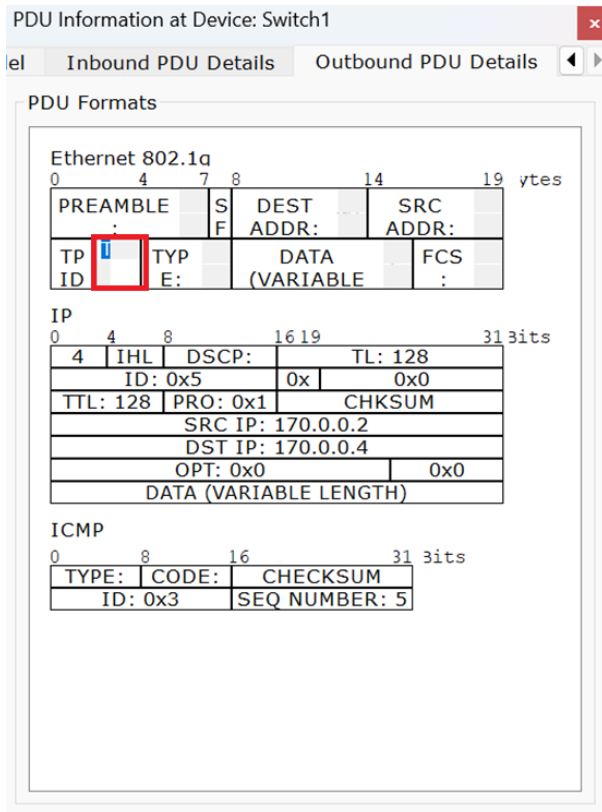 PDU Information at Device: Switch1
x
el Inbound PDU Details Outbound PDU Details
PDU Formats
Ethernet 802.1q
0 4 7 8 14 19 ytes
PREAMBLE S DEST SRC
: F ADDR: ADDR:
TP T TYP DATA FCS
ID E: (VARIABLE :
IP
0 4 8 16 19 31 Bits
4 IHL DSCP: TL: 128
ID: 0x5 0x 0x0
TTL: 128 PRO: 0x1 CHKSUM
SRC IP: 170.0.0.2
DST IP: 170.0.0.4
OPT: 0x0 0x0
DATA (VARIABLE LENGTH)
ICMP
0 8 16 31 Bits
TYPE: CODE: CHECKSUM
ID: 0x3 SEQ NUMBER: 5